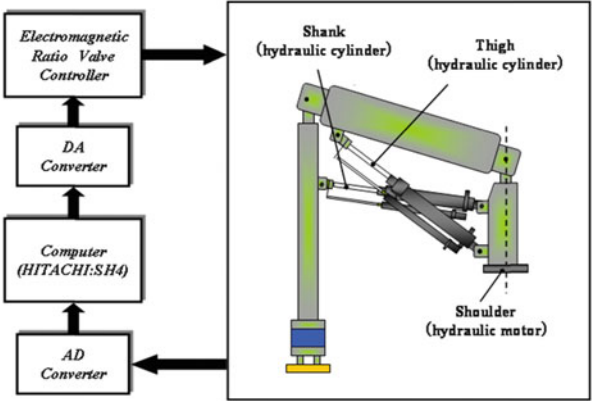 Electromagnetic
Ratio Valve
Controller
DA
Converter
Computer
(HITACHI:SH4)
AD
Converter
Shank
(hydraulic cylinder)
Thigh
(hydraulic cylinder)
Shoulder
(hydraulic motor)